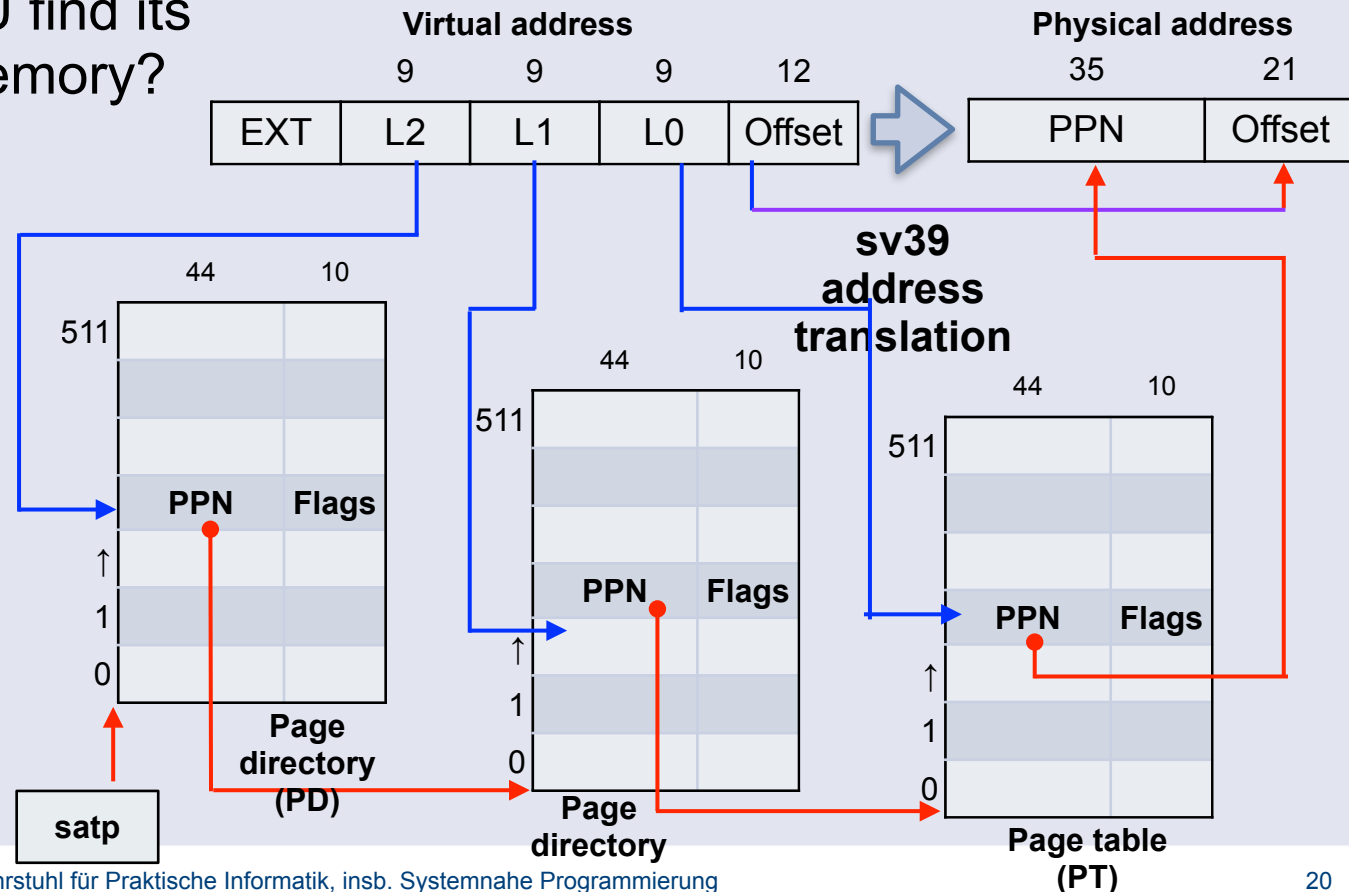 U find its
emory?
Virtual address
Physical address
9 9 9 12
35 21
EXT L2 L1 L0 Offset
PPN Offset
sv39
address
translation
44 10
511
PPN Flags
↑
1
0
Page
directory
(PD)
satp
44 10
511
PPN Flags
↑
1
0
Page
directory
44 10
511
PPN Flags
↑
1
0
Page table
(PT)
hrstuhl für Praktische Informatik, insb. Systemnahe Programmierung
20